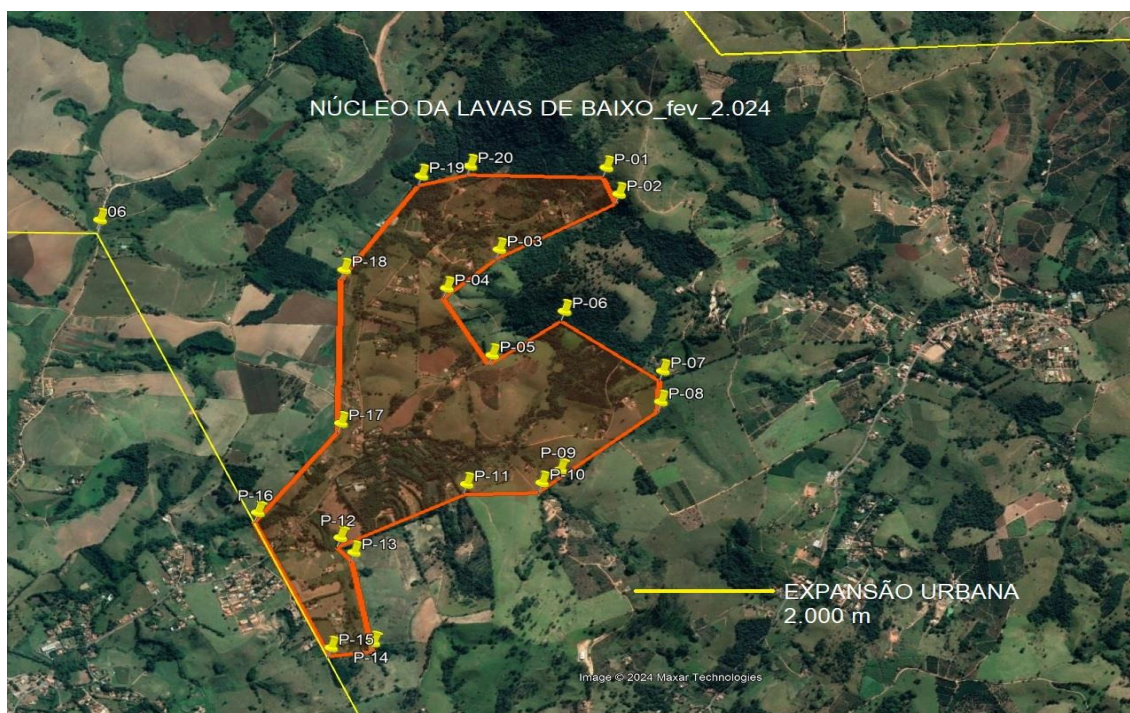 NÚCLEO DA LAVAS DE BAIXO_fev_2.024
P-20
P-01
P-19
P-02
06
P-03
P-18
P-04
P-06
P-05
P-07
P-08
P-17
P-09
P-11
P-10
P-16
P-12
P-13
EXPANSÃO URBANA
2.000 m
P-15
P-14
Image © 2024 Maxar Technologies